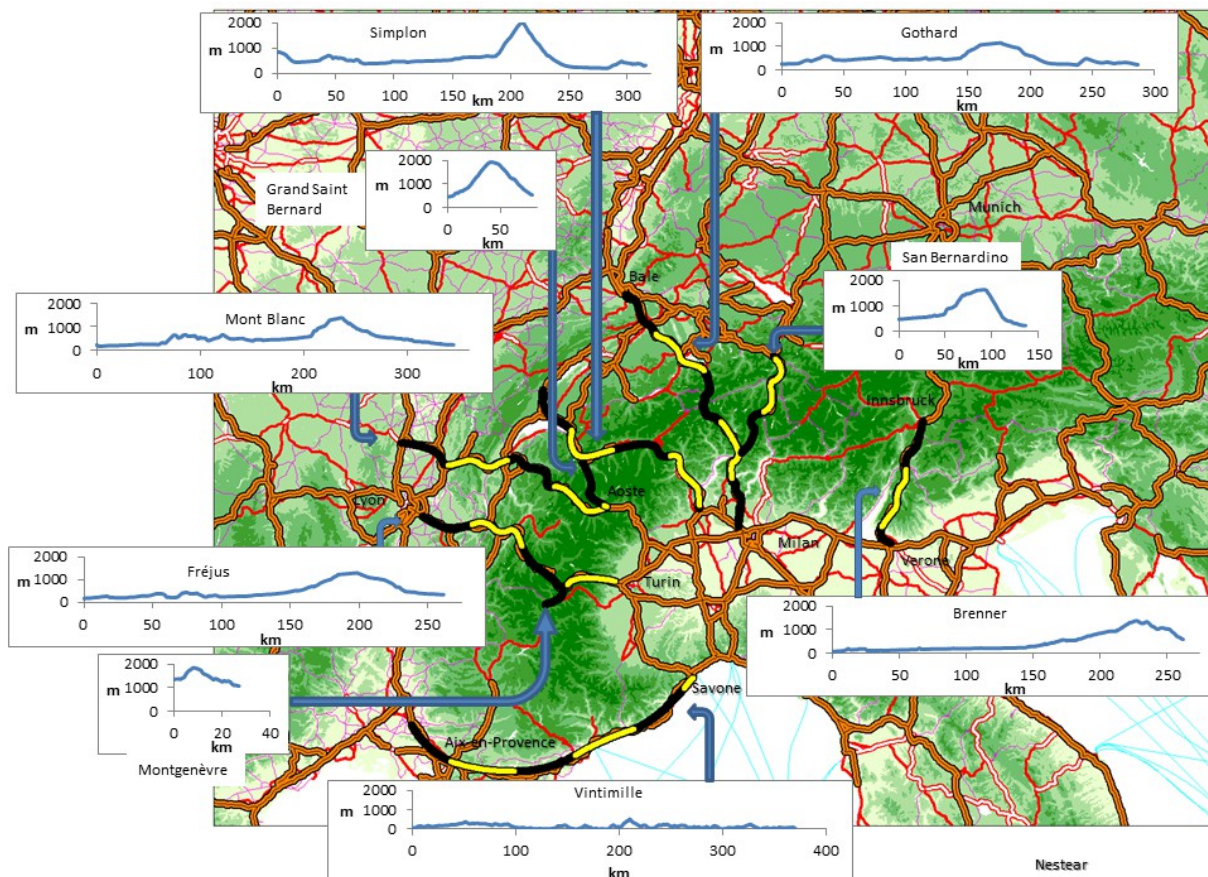 Simplon
2000
m
1000
0
0 50 100 150 200 250 300
km
Gothard
2000
m
1000
0
0 50 100 150 200 250 300
km
Grand Saint
Bernard
2000
m
1000
0
0 50
km
Munich
San Bernardino
2000
m
1000
0
0 50 100 150
km
Bale
Mont Blanc
2000
m
1000
0
0 100 200 300
km
Innsbruck
Lyon
Aoste
Milan
Verone
Turin
Fréjus
2000
m
1000
0
0 50 100 150 200 250
km
Brenner
2000
m
1000
0
0 50 100 150 200 250
km
2000
m
1000
0
0 20 40
km
Montgenèvre
Savone
Aix-en-Provence
Vintimille
2000
m
1000
0
0 100 200 300 400
km
Nestear